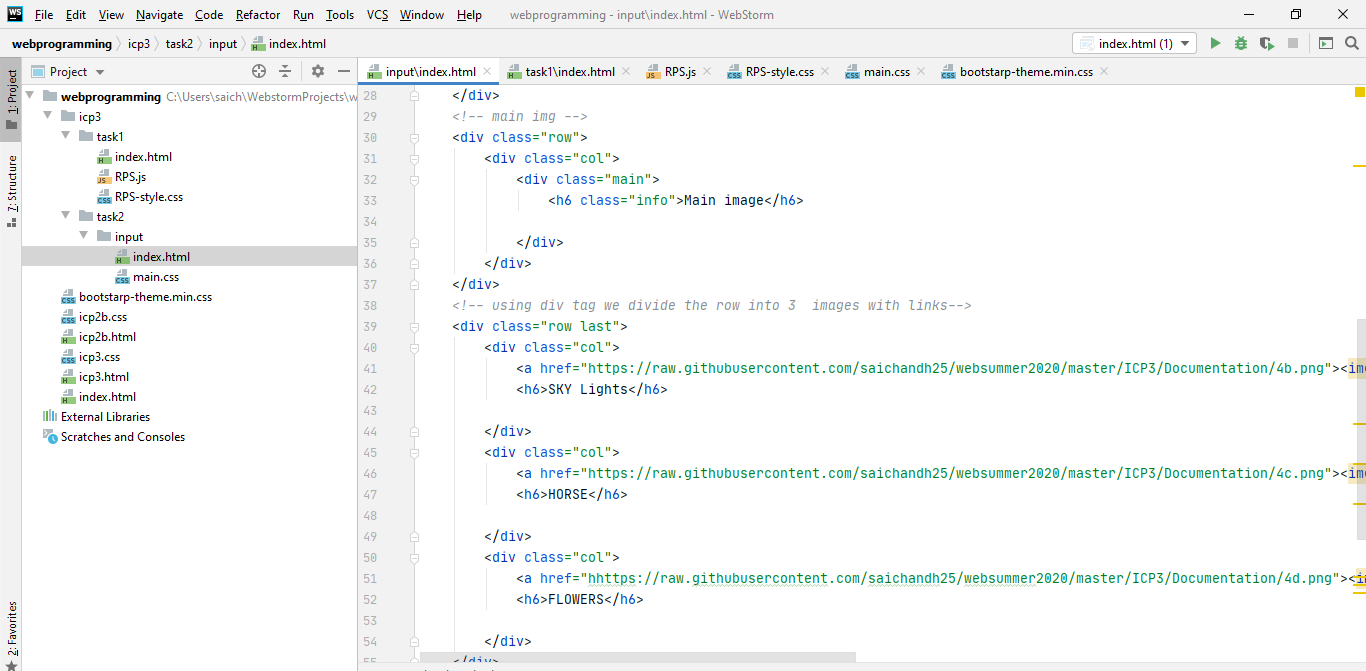 WS File Edit View Navigate Code Refactor Run Tools VCS Window Help webprogramming - input\index.html - WebStorm
webprogramming icp3 task2 input index.html index.html (1)
Project input\index.html task1\index.html RPS.js RPS-style.css main.css bootstarp-theme.min.css
1: Project
7: Structure
2: Favorites
webprogramming C:\Users\saich\WebstormProjects\w
icp3
task1
index.html
RPS.js
RPS-style.css
task2
input
index.html
main.css
bootstarp-theme.min.css
icp2b.css
icp2b.html
icp3.css
icp3.html
index.html
External Libraries
Scratches and Consoles
28 </div>
29 <!-- main img -->
30 <div class="row">
31 <div class="col">
32 <div class="main">
33 <h6 class="info">Main image</h6>
34
35 </div>
36 </div>
37 </div>
38 <!-- using div tag we divide the row into 3  images with links-->
39 <div class="row last">
40 <div class="col">
41 <a href="https://raw.githubusercontent.com/saichandh25/websummer2020/master/ICP3/Documentation/4b.png"><im
42 <h6>SKY Lights</h6>
43
44 </div>
45 <div class="col">
46 <a href="https://raw.githubusercontent.com/saichandh25/websummer2020/master/ICP3/Documentation/4c.png"><im
47 <h6>HORSE</h6>
48
49 </div>
50 <div class="col">
51 <a href="hhttps://raw.githubusercontent.com/saichandh25/websummer2020/master/ICP3/Documentation/4d.png"><i
52 <h6>FLOWERS</h6>
53
54 </div>
55 </div>